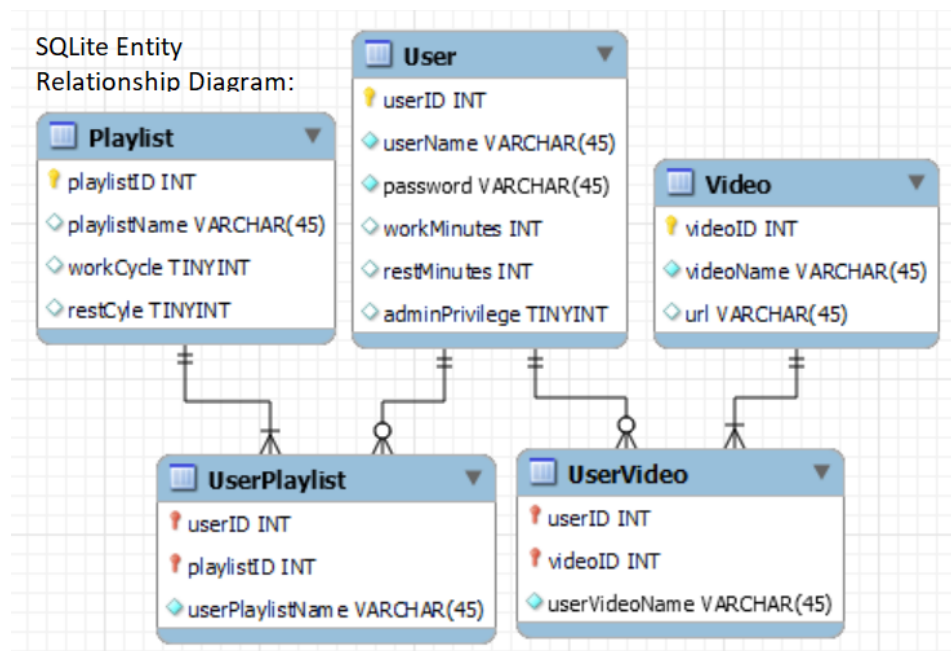 SQLite Entity
Relationship Diagram:
Playlist
playlistID INT
playlistName VARCHAR(45)
workCycle TINYINT
restCyle TINYINT
User
userID INT
userName VARCHAR(45)
password VARCHAR(45)
workMinutes INT
restMinutes INT
adminPrivilege TINYINT
Video
videoID INT
videoName VARCHAR(45)
url VARCHAR(45)
UserPlaylist
userID INT
playlistID INT
userPlaylistName VARCHAR(45)
UserVideo
userID INT
videoID INT
userVideoName VARCHAR(45)